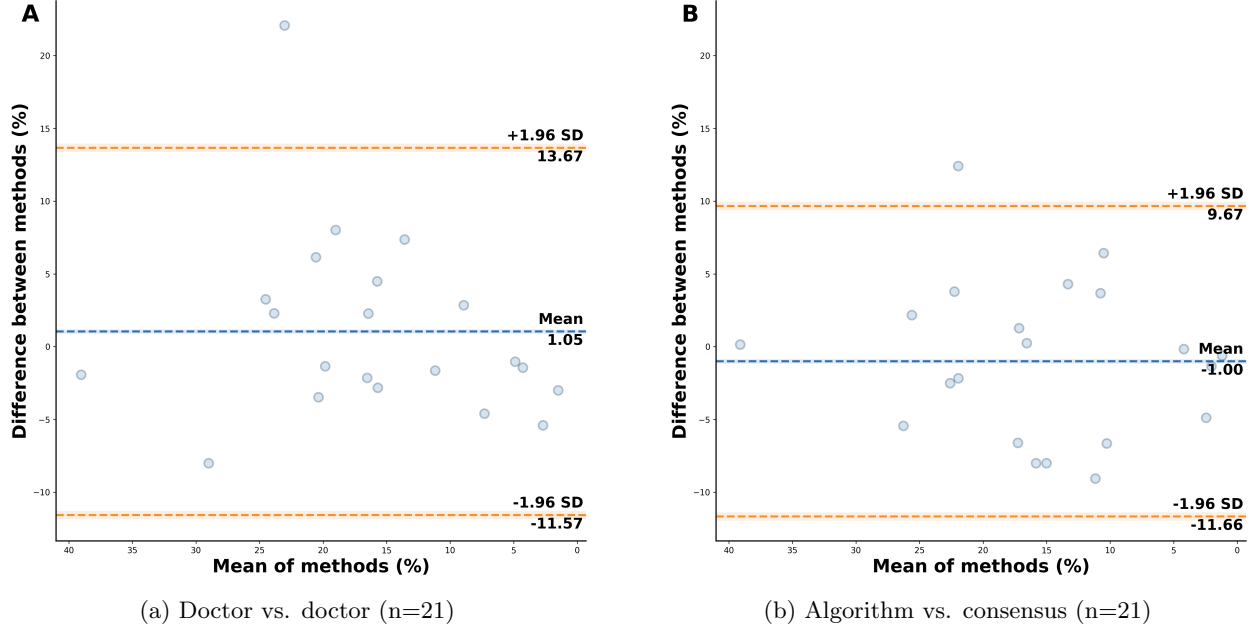 A
Difference between methods (%)
20
15
10
5
0
−5
−10
+1.96 SD
13.67
Mean
1.05
-1.96 SD
-11.57
40 35 30 25 20 15 10 5 0
Mean of methods (%)
(a) Doctor vs. doctor (n=21)
B
Difference between methods (%)
20
15
10
5
0
−5
−10
+1.96 SD
9.67
Mean
-1.00
-1.96 SD
-11.66
40 35 30 25 20 15 10 5 0
Mean of methods (%)
(b) Algorithm vs. consensus (n=21)